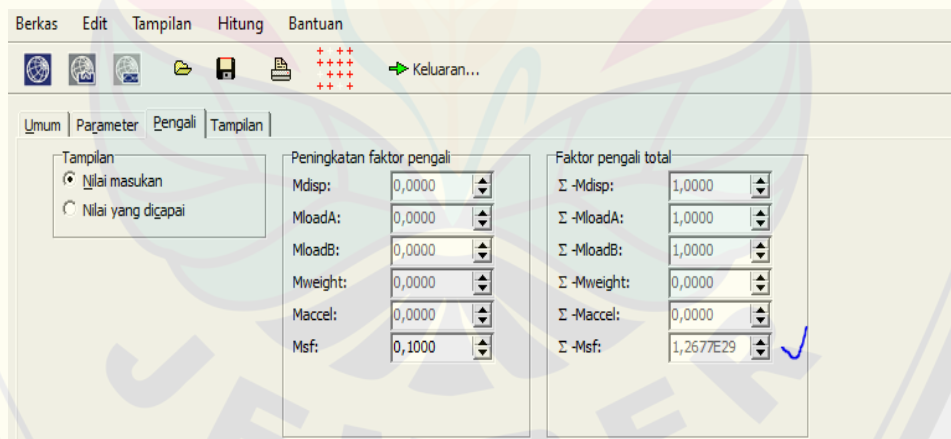 Berkas Edit Tampilan Hitung Bantuan
Keluaran...
Umum Parameter Pengali Tampilan
Tampilan
Nilai masukan
Nilai yang dicapai
Peningkatan faktor pengali
Mdisp: 0,0000
MloadA: 0,0000
MloadB: 0,0000
Mweight: 0,0000
Maccel: 0,0000
Msf: 0,1000
Faktor pengali total
Σ -Mdisp: 1,0000
Σ -MloadA: 1,0000
Σ -MloadB: 1,0000
Σ -Mweight: 0,0000
Σ -Maccel: 0,0000
Σ -Msf: 1,2677E29
JEMBER